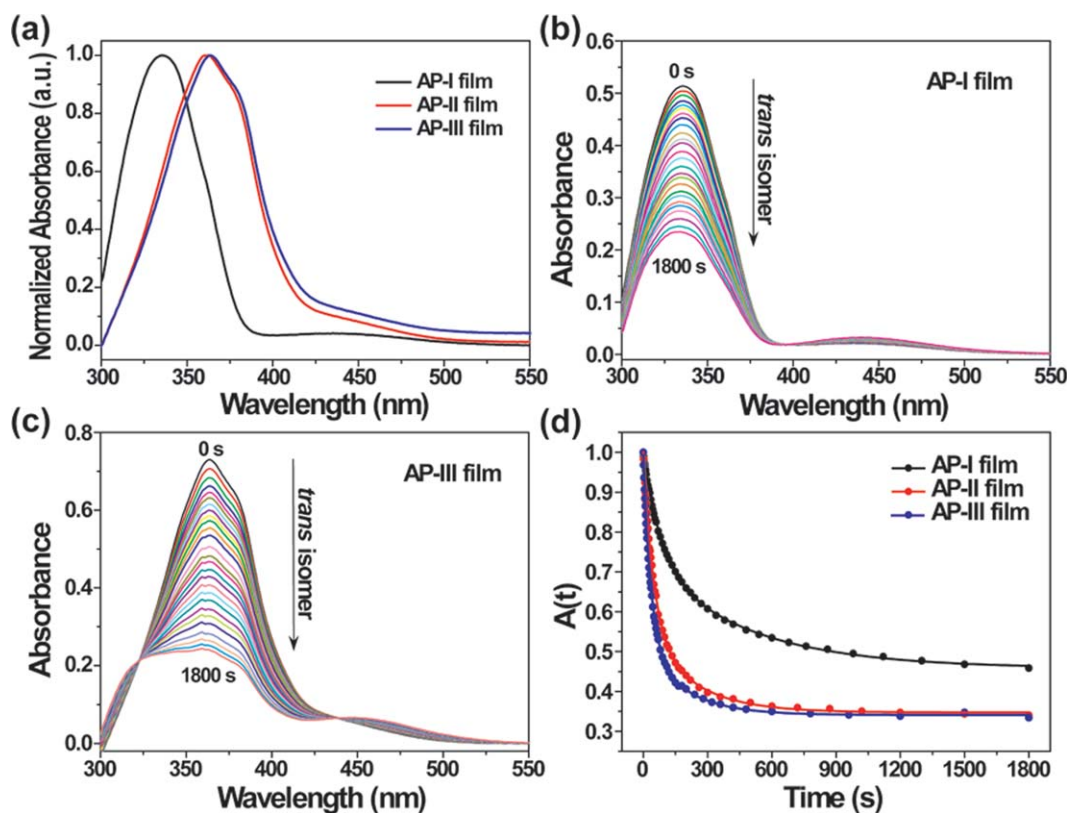 (a)
Normalized Absorbance (a.u.)
1.0
0.8
0.6
0.4
0.2
0.0
AP-I film
AP-II film
AP-III film
300 350 400 450 500 550
Wavelength (nm)
(b)
Absorbance
0.6
0.5
0.4
0.3
0.2
0.1
0.0
0 s
1800 s
trans isomer
AP-I film
300 350 400 450 500 550
Wavelength (nm)
(c)
Absorbance
0.8
0.6
0.4
0.2
0.0
0 s
1800 s
trans isomer
AP-III film
300 350 400 450 500 550
Wavelength (nm)
(d)
A(t)
1.0
0.9
0.8
0.7
0.6
0.5
0.4
0.3
AP-I film
AP-II film
AP-III film
0 300 600 900 1200 1500 1800
Time (s)